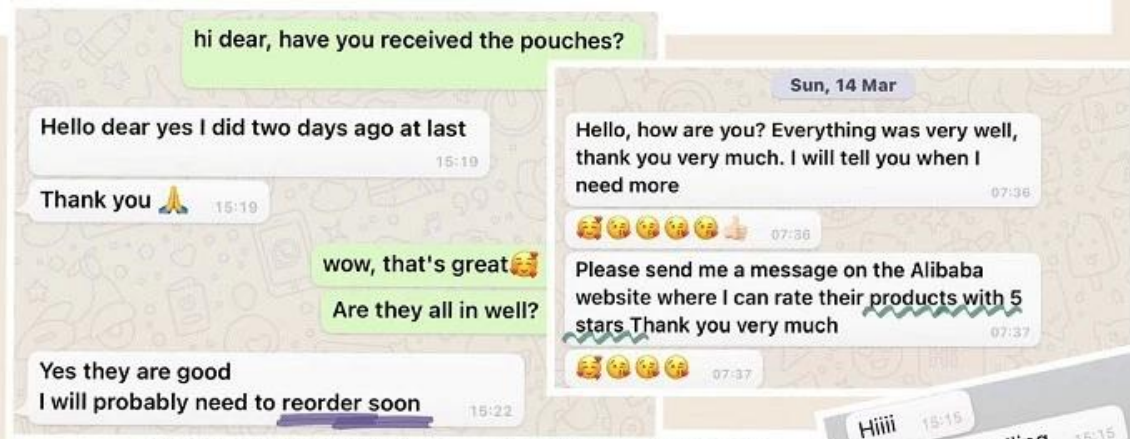 hi dear, have you received the pouches?
Hello dear yes I did two days ago at last
15:19
Thank you 🙏 15:19
wow, that's great🥰
Are they all in well?
Yes they are good
I will probably need to reorder soon
15:22
Sun, 14 Mar
Hello, how are you? Everything was very well,
thank you very much. I will tell you when I
need more
07:36
🥰😘😘😘😘👍🏻 07:36
Please send me a message on the Alibaba
website where I can rate their products with 5
stars Thank you very much
07:37
🥰😘😘😘 07:37
Hiiii 15:15
15:15